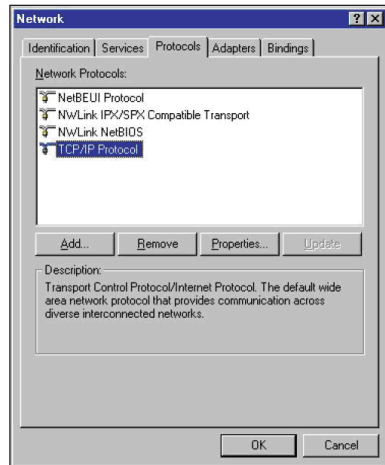 Network
Identification Services Protocols Adapters Bindings
Network Protocols:
NetBEUI Protocol
NWLink IPX/SPX Compatible Transport
NWLink NetBIOS
TCP/IP Protocol
Add... Remove Properties... Update
Description:
Transport Control Protocol/Internet Protocol. The default wide
area network protocol that provides communication across
diverse interconnected networks.
OK Cancel